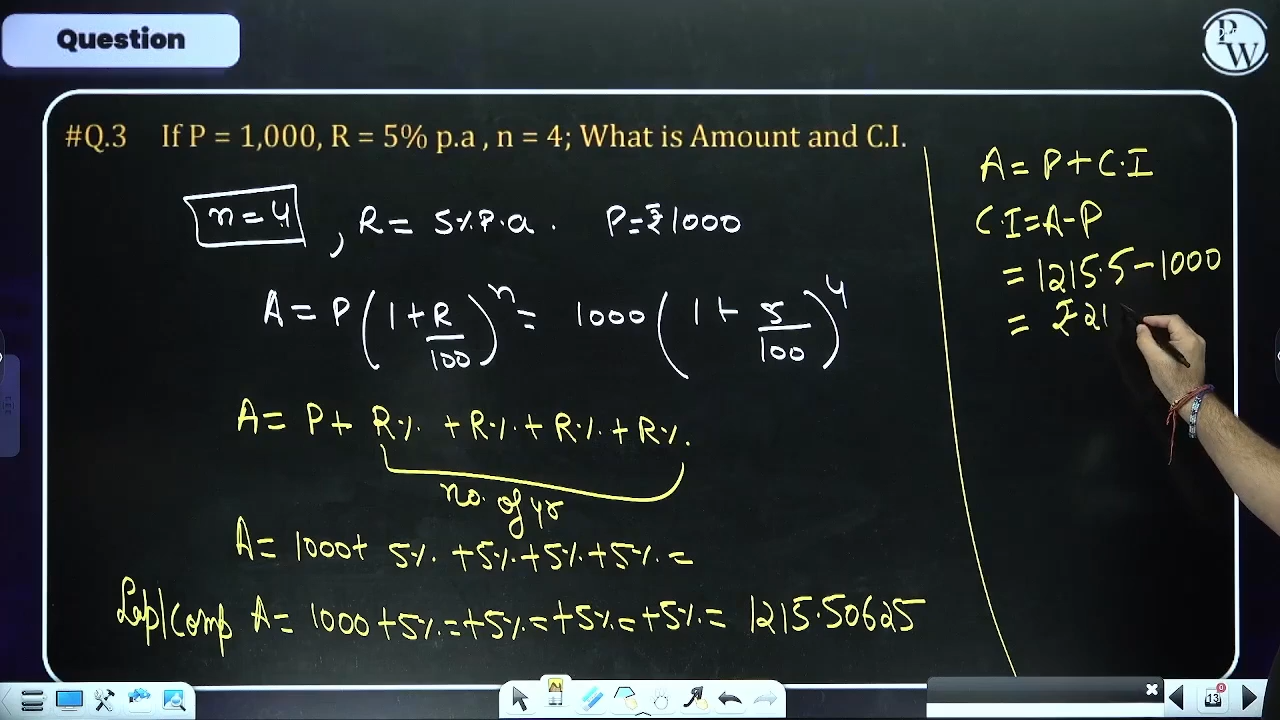 Question
PW
#Q.3 If P = 1,000, R = 5% p.a , n = 4; What is Amount and C.I.
n = 4 , R = 5%P.a. P=₹1000
A = P(1+R/100)^n = 1000(1+5/100)^4
A = P+ R% +R%+R%+R%.
no. of yr
A = 1000+ 5% +5%+5%+5% =
Lap|Comp A = 1000+5%=+5%=+5%=+5%= 1215.50625
A = P+C.I
C I=A-P
= 1215.5-1000
= ₹21
13